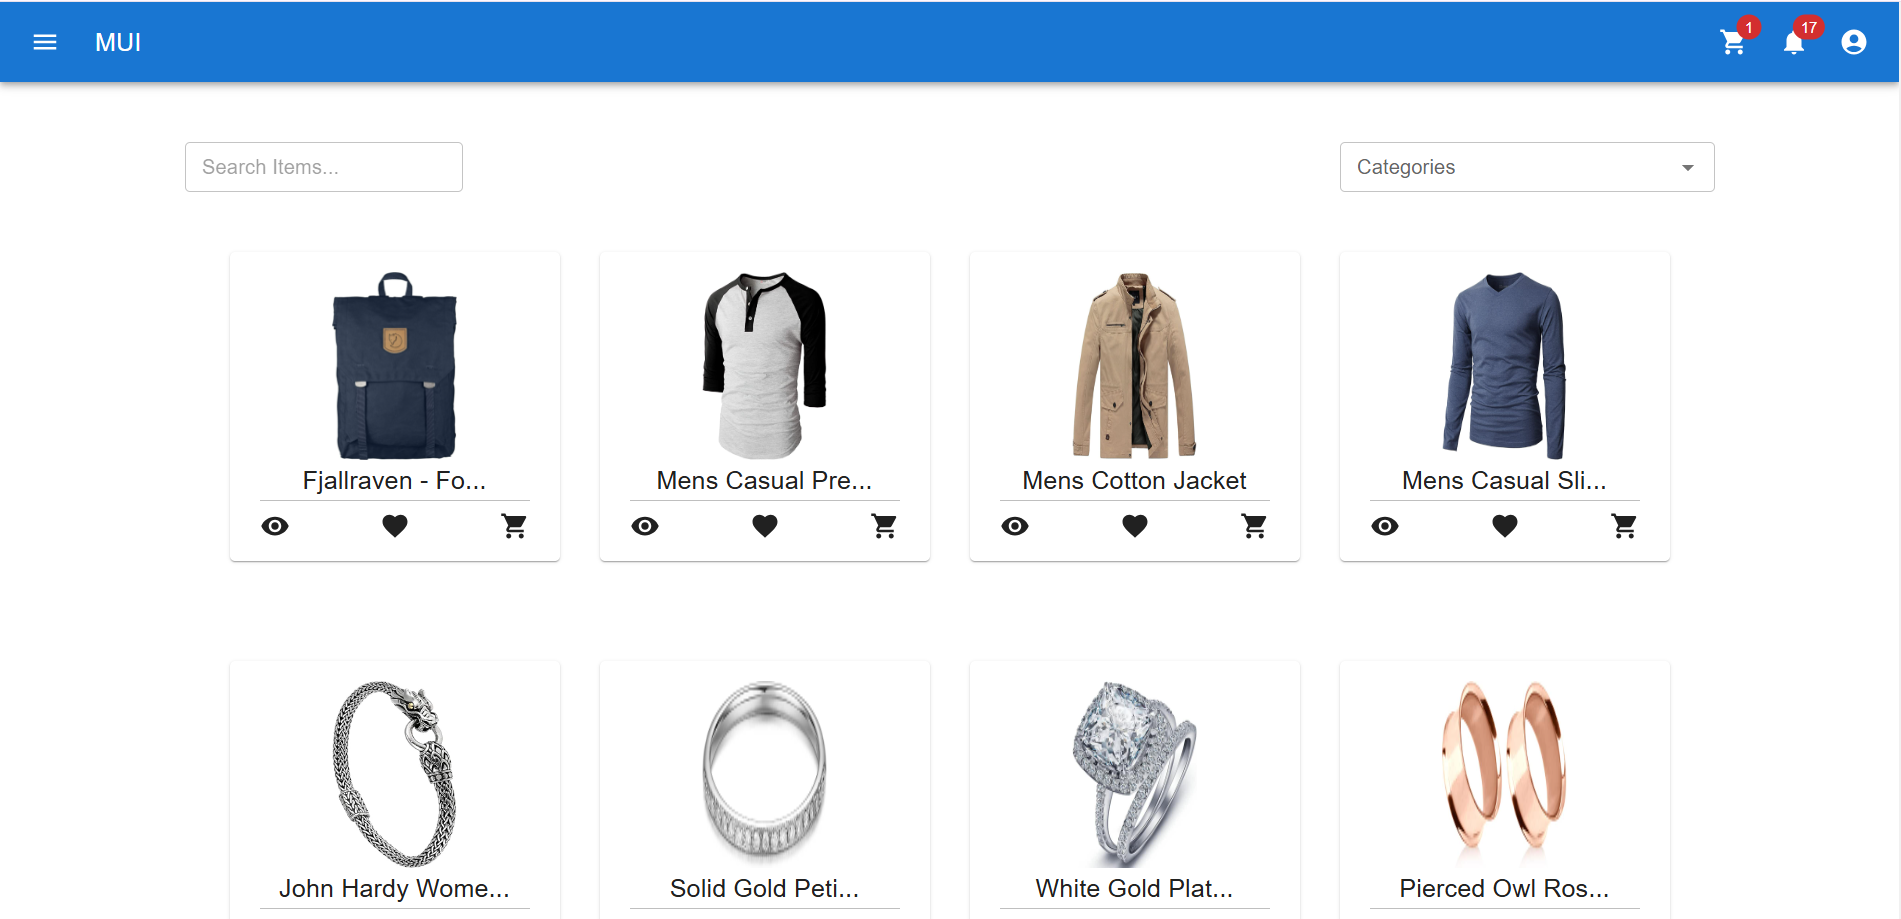 MUI
1
17
Search Items...
Categories
Fjallraven - Fo...
Mens Casual Pre...
Mens Cotton Jacket
Mens Casual Sli...
John Hardy Wome...
Solid Gold Peti...
White Gold Plat...
Pierced Owl Ros...